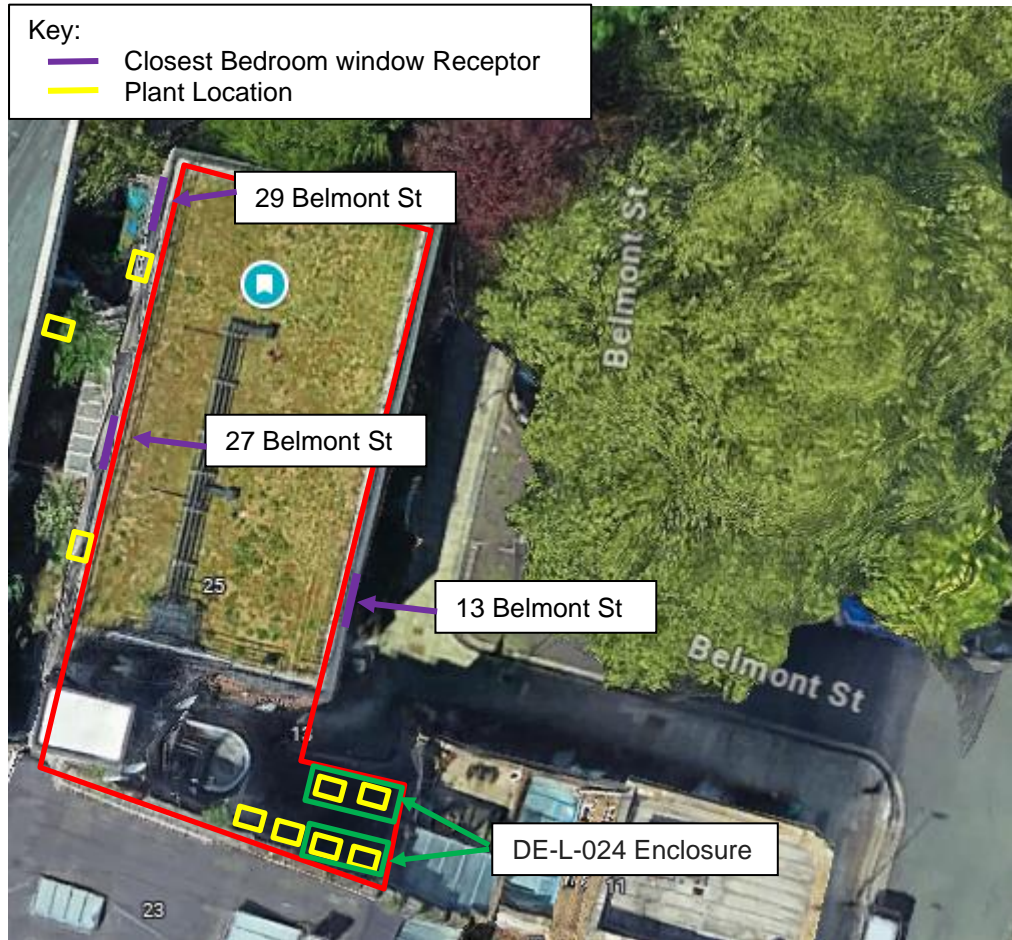 Key:
Closest Bedroom window Receptor
Plant Location
29 Belmont St
Belmont St
27 Belmont St
25
13 Belmont St
Belmont St
DE-L-024 Enclosure
11
23